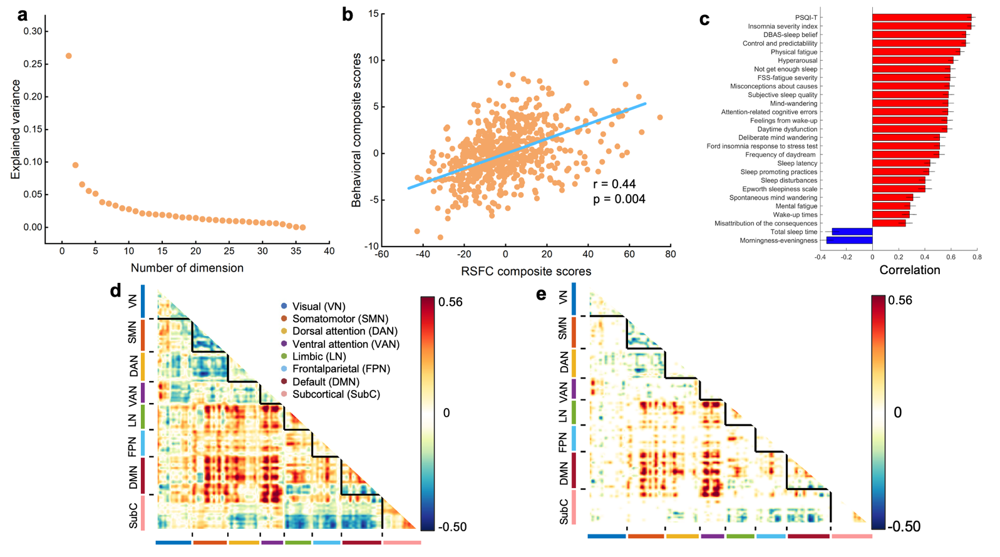 a
0.30
0.25
0.20
0.15
0.10
0.05
0.00
Explained variance
0 5 10 15 20 25 30 35 40
Number of dimension
b
15
10
5
0
-5
-10
Behavioral composite scores
r = 0.44
p = 0.004
-60 -40 -20 0 20 40 60 80
RSFC composite scores
c
PSQI-T
Insomnia severity index
DBAS-sleep belief
Control and predictablility
Physical fatigue
Hyperarousal
Not get enough sleep
FSS-fatigue severity
Misconceptions about causes
Subjective sleep quality
Mind-wandering
Attention-related cognitive errors
Feelings from wake-up
Daytime dysfunction
Deliberate mind wandering
Ford insomnia response to stress test
Frequency of daydream
Sleep latency
Sleep promoting practices
Sleep disturbances
Epworth sleepiness scale
Spontaneous mind wandering
Mental fatigue
Wake-up times
Misattribution of the consequences
Total sleep time
Morningness-eveningness
-0.4 -0.2 0 0.2 0.4 0.6 0.8
Correlation
d
VN
SMN
DAN
VAN
LN
FPN
DMN
SubC
Visual (VN)
Somatomotor (SMN)
Dorsal attention (DAN)
Ventral attention (VAN)
Limbic (LN)
Frontalparietal (FPN)
Default (DMN)
Subcortical (SubC)
0.56
0
-0.50
e
VN
SMN
DAN
VAN
LN
FPN
DMN
SubC
0.56
0
-0.50